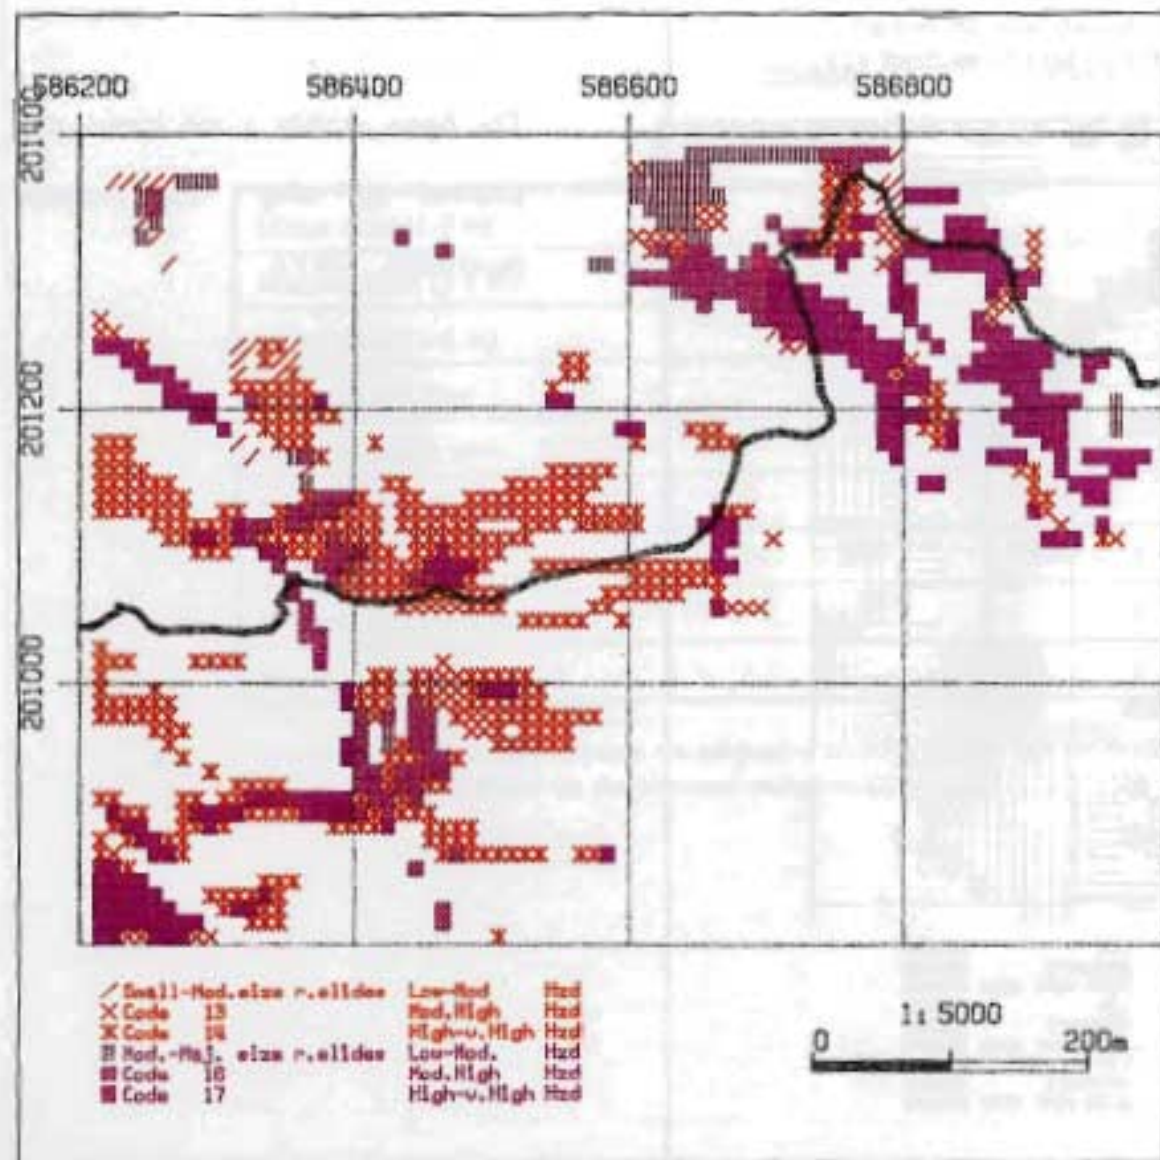 586200 586400 586600 586800
201400
201200
201000
Small-Mod.size r.slides Low-Mod Hzd
Code 13 Mod.High Hzd
Code 14 High-v.High Hzd
Mod.-Maj. size r.slides Low-Mod. Hzd
Code 16 Mod.High Hzd
Code 17 High-v.High Hzd
1: 5000
0 200m